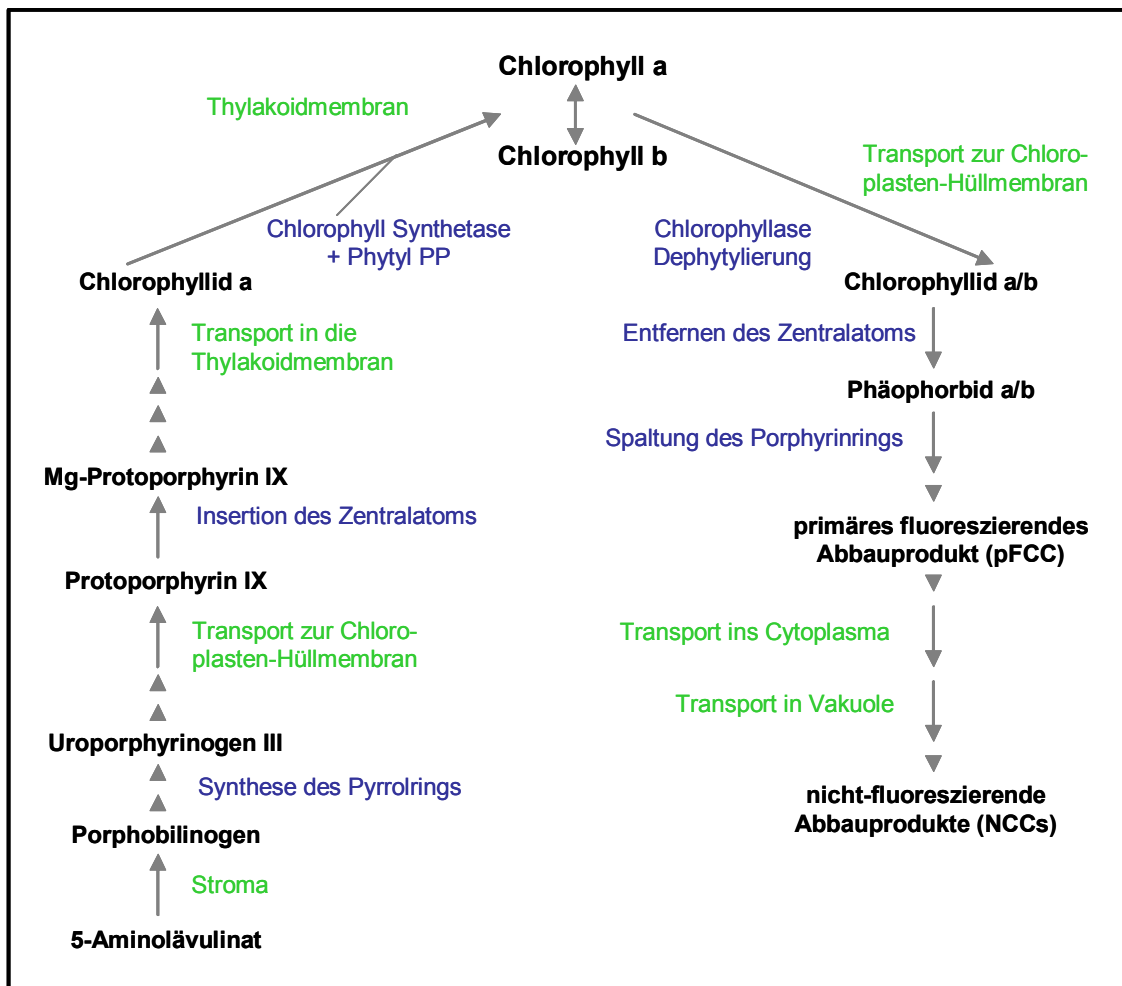 Chlorophyll a
Thylakoidmembran
Chlorophyll b
Transport zur Chloro-
plasten-Hüllmembran
Chlorophyll Synthetase
+ Phytyl PP
Chlorophyllase
Dephytylierung
Chlorophyllid a
Chlorophyllid a/b
Transport in die
Thylakoidmembran
Entfernen des Zentralatoms
Phäophorbid a/b
Spaltung des Porphyrinrings
Mg-Protoporphyrin IX
Insertion des Zentralatoms
primäres fluoreszierendes
Abbauprodukt (pFCC)
Protoporphyrin IX
Transport zur Chloro-
plasten-Hüllmembran
Transport ins Cytoplasma
Transport in Vakuole
Uroporphyrinogen III
Synthese des Pyrrolrings
nicht-fluoreszierende
Abbauprodukte (NCCs)
Porphobilinogen
Stroma
5-Aminolävulinat